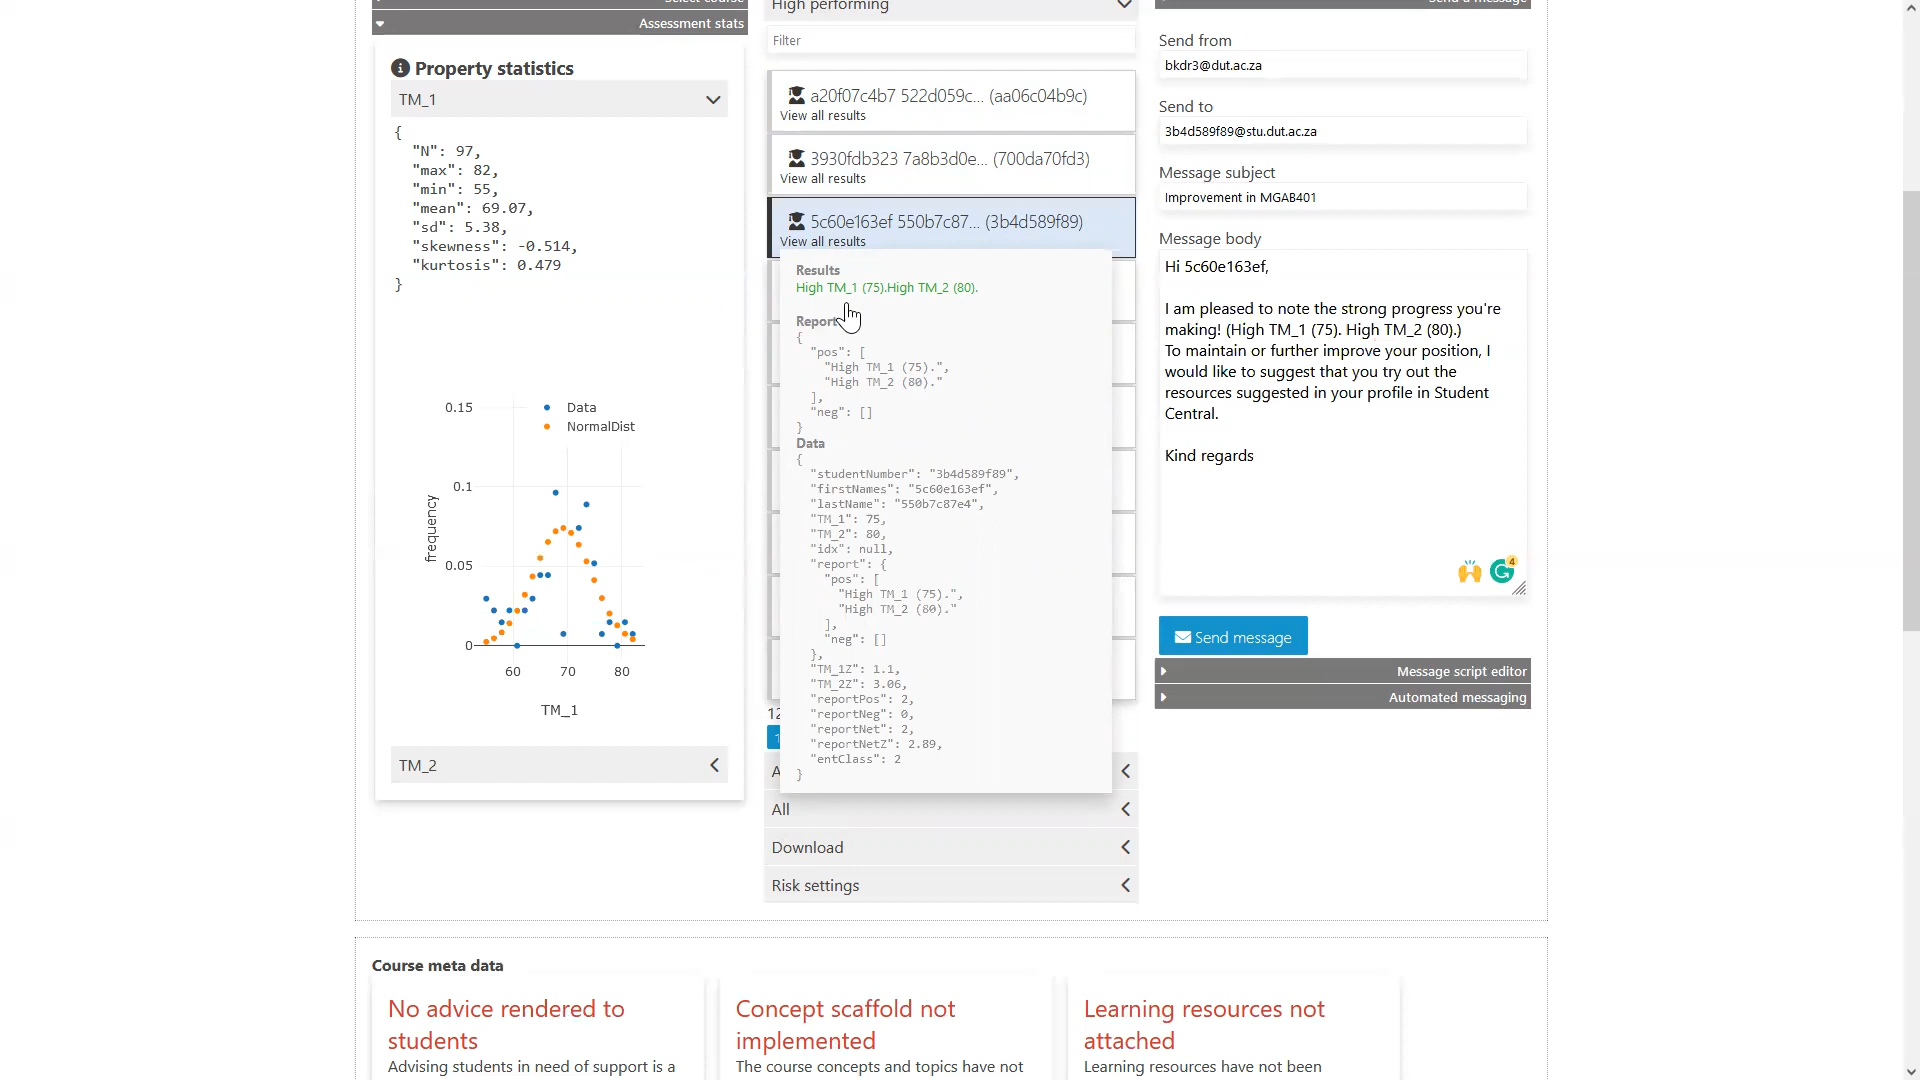 Assessment stats
Property statistics
TM_1
{
"N": 97,
"max": 82,
"min": 55,
"mean": 69.07,
"sd": 5.38,
"skewness": -0.514,
"kurtosis": 0.479
}
0.15
Data
NormalDist
0.1
frequency
0.05
0
60 70 80
TM_1
TM_2
High performing
Filter
a20f07c4b7 522d059c... (aa06c04b9c)
View all results
3930fdb323 7a8b3d0e... (700da70fd3)
View all results
5c60e163ef 550b7c87... (3b4d589f89)
View all results
Results
High TM_1 (75).High TM_2 (80).
Report
{
"pos": [
"High TM_1 (75).",
"High TM_2 (80)."
],
"neg": []
}
Data
{
"studentNumber": "3b4d589f89",
"firstNames": "5c60e163ef",
"lastName": "550b7c87e4",
"TM_1": 75,
"TM_2": 80,
"idx": null,
"report": {
"pos": [
"High TM_1 (75).",
"High TM_2 (80)."
],
"neg": []
},
"TM_1Z": 1.1,
"TM_2Z": 3.06,
"reportPos": 2,
"reportNeg": 0,
"reportNet": 2,
"reportNetZ": 2.89,
"entClass": 2
}
All
Download
Risk settings
Send from
bkdr3@dut.ac.za
Send to
3b4d589f89@stu.dut.ac.za
Message subject
Improvement in MGAB401
Message body
Hi 5c60e163ef,
I am pleased to note the strong progress you're
making! (High TM_1 (75). High TM_2 (80).)
To maintain or further improve your position, I
would like to suggest that you try out the
resources suggested in your profile in Student
Central.
Kind regards
4
Send message
Message script editor
Automated messaging
Course meta data
No advice rendered to
students
Advising students in need of support is a
Concept scaffold not
implemented
The course concepts and topics have not
Learning resources not
attached
Learning resources have not been